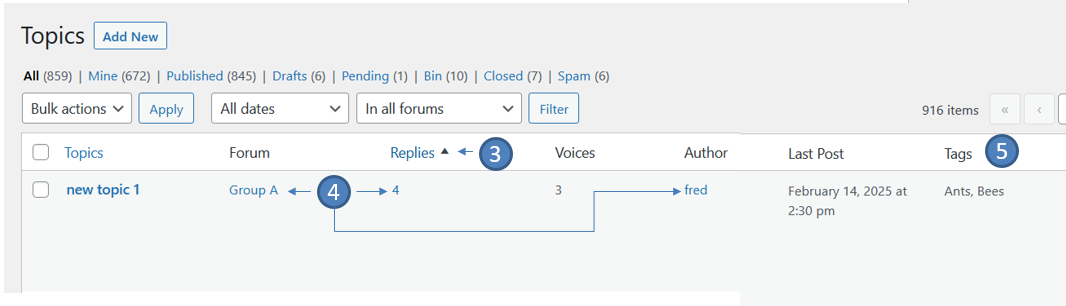 Topics Add New
All (859) | Mine (672) | Published (845) | Drafts (6) | Pending (1) | Bin (10) | Closed (7) | Spam (6)
Bulk actions Apply All dates In all forums Filter 916 items « ‹
Topics Forum Replies 3 Voices Author Last Post Tags 5
new topic 1 Group A 4 4 3 fred February 14, 2025 at Ants, Bees
2:30 pm